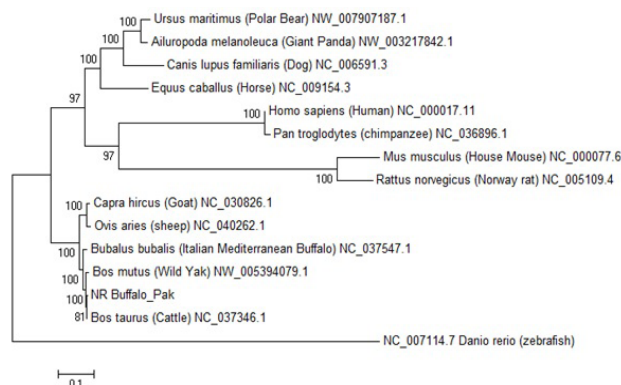 100
Ursus maritimus (Polar Bear) NW_007907187.1
100
Ailuropoda melanoleuca (Giant Panda) NW_003217842.1
100
Canis lupus familiaris (Dog) NC_006591.3
Equus caballus (Horse) NC_009154.3
97
100
Homo sapiens (Human) NC_000017.11
Pan troglodytes (chimpanzee) NC_036896.1
97
Mus musculus (House Mouse) NC_000077.6
100
Rattus norvegicus (Norway rat) NC_005109.4
100
Capra hircus (Goat) NC_030826.1
Ovis aries (sheep) NC_040262.1
100
Bubalus bubalis (Italian Mediterranean Buffalo) NC_037547.1
100
Bos mutus (Wild Yak) NW_005394079.1
100
NR Buffalo_Pak
81
Bos taurus (Cattle) NC_037346.1
NC_007114.7 Danio rerio (zebrafish)
0.1